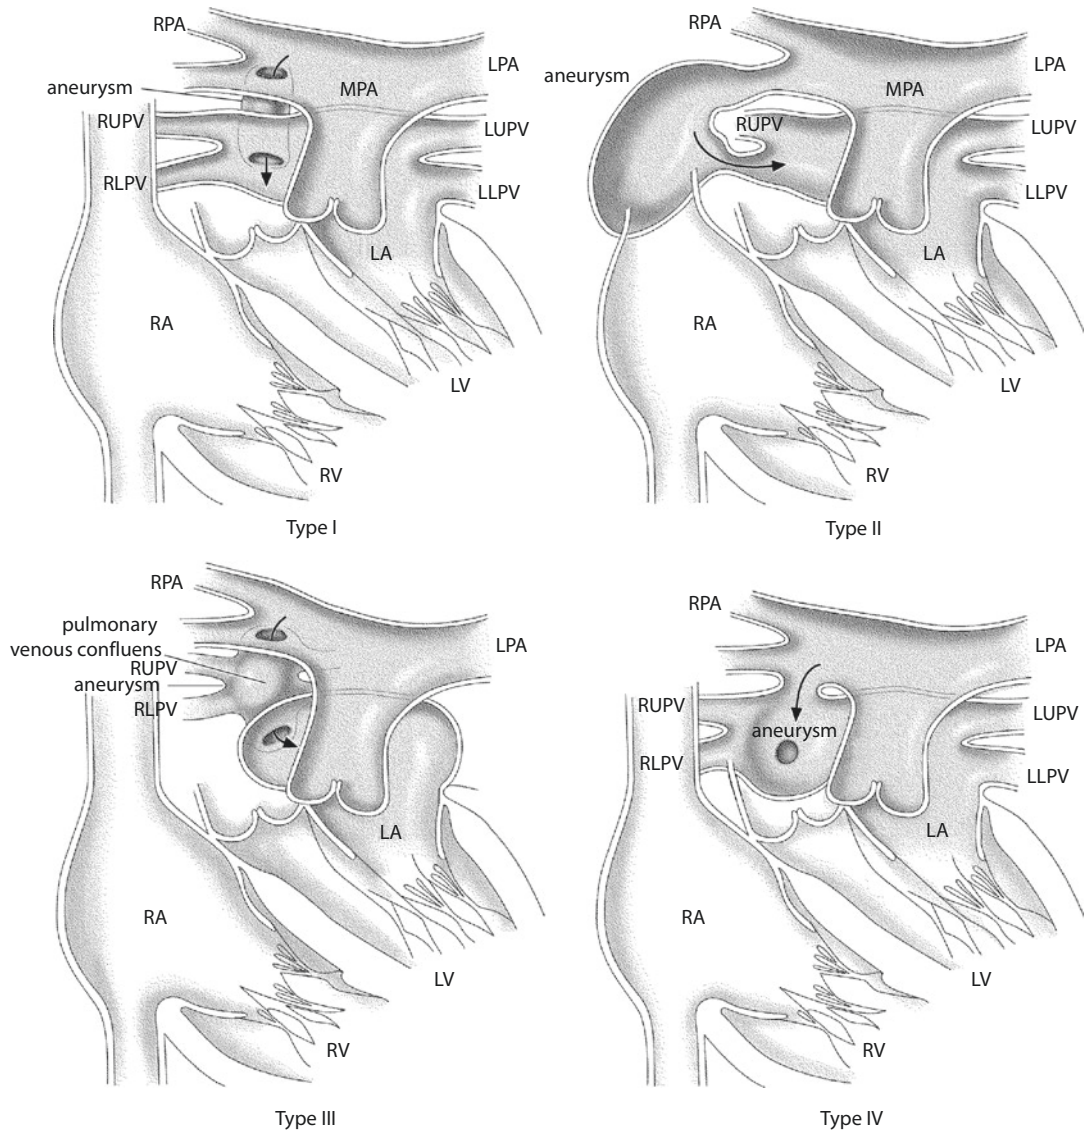 RPA
LPA
aneurysm
MPA
RUPV
LUPV
RLPV
LLPV
LA
RA
LV
RV
Type I
RPA
aneurysm
LPA
MPA
RUPV
LUPV
LLPV
LA
RA
LV
RV
Type II
RPA
pulmonary
venous confluens
LPA
RUPV
aneurysm
RLPV
LA
RA
LV
RV
Type III
RPA
LPA
RUPV
LUPV
aneurysm
RLPV
LLPV
LA
RA
LV
RV
Type IV